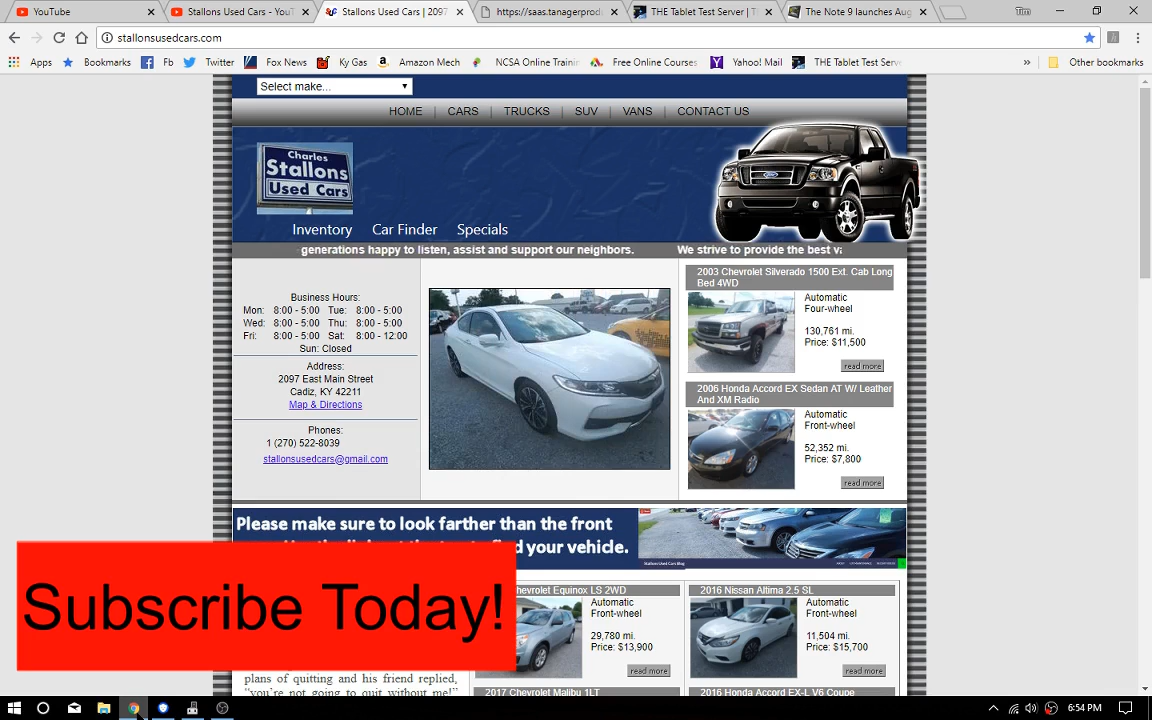 YouTube
Stallons Used Cars - YouT
Stallons Used Cars | 2097
https://saas.tanagerprod
THE Tablet Test Server | T
The Note 9 launches Aug
Tim
stallonsusedcars.com
Apps
Bookmarks
Fb
Twitter
Fox News
Ky Gas
Amazon Mech
NCSA Online Trainin
Free Online Courses
Yahoo! Mail
THE Tablet Test Serve
»
Other bookmarks
Select make...
HOME | CARS | TRUCKS | SUV | VANS | CONTACT US
Charles
Stallons
Used Cars
Inventory Car Finder Specials
generations happy to listen, assist and support our neighbors. We strive to provide the best v
Business Hours:
Mon: 8:00 - 5:00 Tue: 8:00 - 5:00
Wed: 8:00 - 5:00 Thu: 8:00 - 5:00
Fri: 8:00 - 5:00 Sat: 8:00 - 12:00
Sun: Closed
Address:
2097 East Main Street
Cadiz, KY 42211
Map & Directions
Phones:
1 (270) 522-8039
stallonsusedcars@gmail.com
2003 Chevrolet Silverado 1500 Ext. Cab Long
Bed 4WD
Automatic
Four-wheel
130,761 mi.
Price: $11,500
read more
2006 Honda Accord EX Sedan AT W/ Leather
And XM Radio
Automatic
Front-wheel
52,352 mi.
Price: $7,800
read more
Please make sure to look farther than the front
find your vehicle.
Stallons Used Cars Blog
Subscribe Today!
hevrolet Equinox LS 2WD
Automatic
Front-wheel
29,780 mi.
Price: $13,900
read more
2016 Nissan Altima 2.5 SL
Automatic
Front-wheel
11,504 mi.
Price: $15,700
read more
plans of quitting and his friend replied,
"you're not going to quit without me!"
2017 Chevrolet Malibu 1LT
2016 Honda Accord EX-L V6 Coupe
6:54 PM